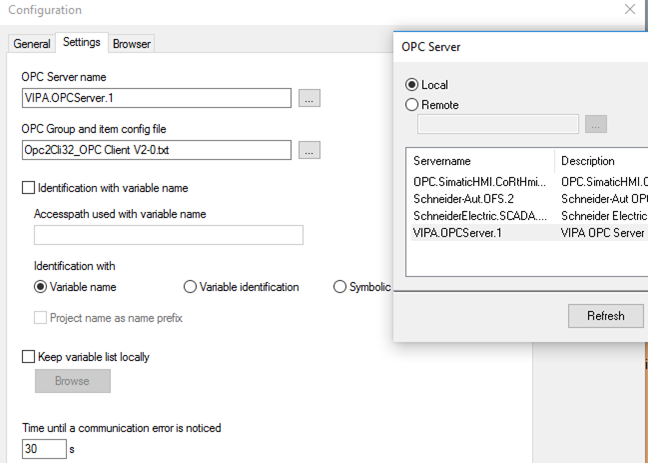 Configuration
General Settings Browser
OPC Server name
VIPA.OPCServer.1
...
OPC Group and item config file
Opc2Cli32_OPC Client V2-0.txt
...
Identification with variable name
Accesspath used with variable name
Identification with
Variable name Variable identification Symbolic
Project name as name prefix
Keep variable list locally
Browse
Time until a communication error is noticed
30 s
OPC Server
Local
Remote
...
Servername Description
OPC.SimaticHMI.CoRtHmi... OPC.SimaticHMI.C
Schneider-Aut.OFS.2 Schneider-Aut OP
SchneiderElectric.SCADA.... Schneider Electric
VIPA.OPCServer.1 VIPA OPC Server
Refresh